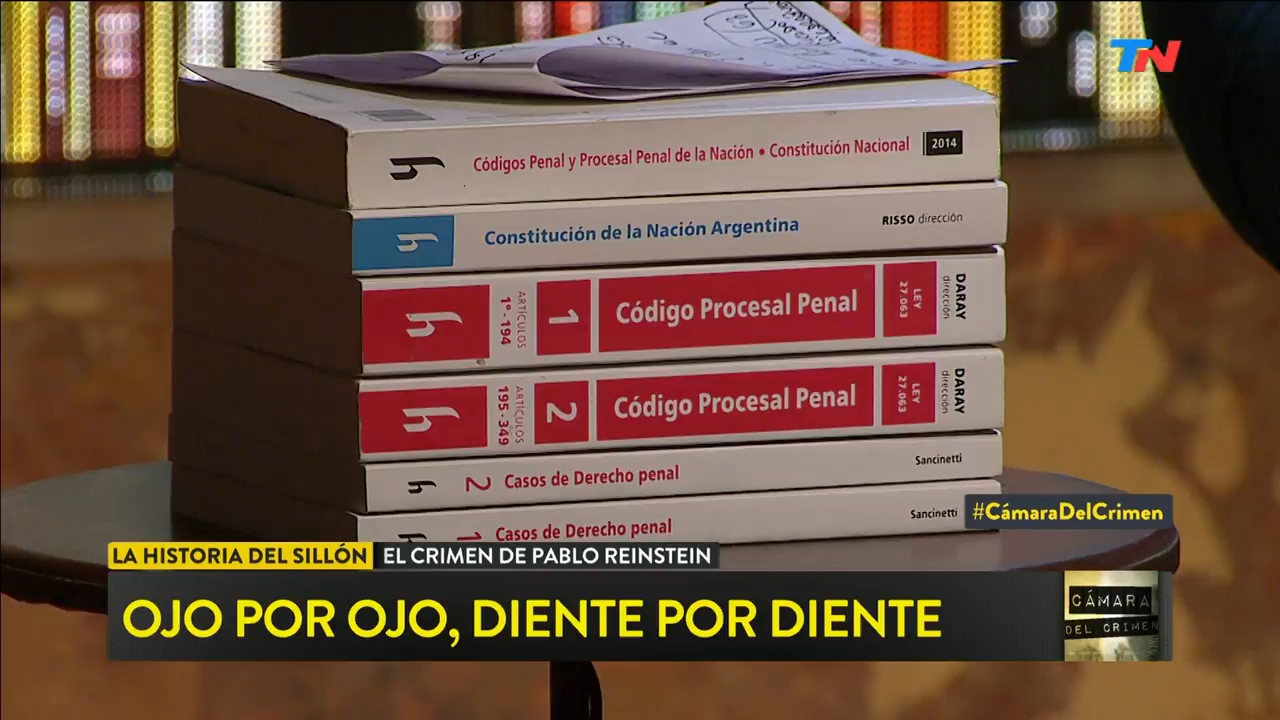 TN
h Códigos Penal y Procesal Penal de la Nación • Constitución Nacional 2014
h Constitución de la Nación Argentina RISSO dirección
h ARTÍCULOS 1º - 194 1 Código Procesal Penal LEY 27.063 DARAY dirección
h ARTÍCULOS 195 - 349 2 Código Procesal Penal LEY 27.063 DARAY dirección
h 2 Casos de Derecho penal Sancinetti
h 1 Casos de Derecho penal Sancinetti
#CámaraDelCrimen
LA HISTORIA DEL SILLÓN EL CRIMEN DE PABLO REINSTEIN
OJO POR OJO, DIENTE POR DIENTE
CÁMARA
DEL CRIMEN